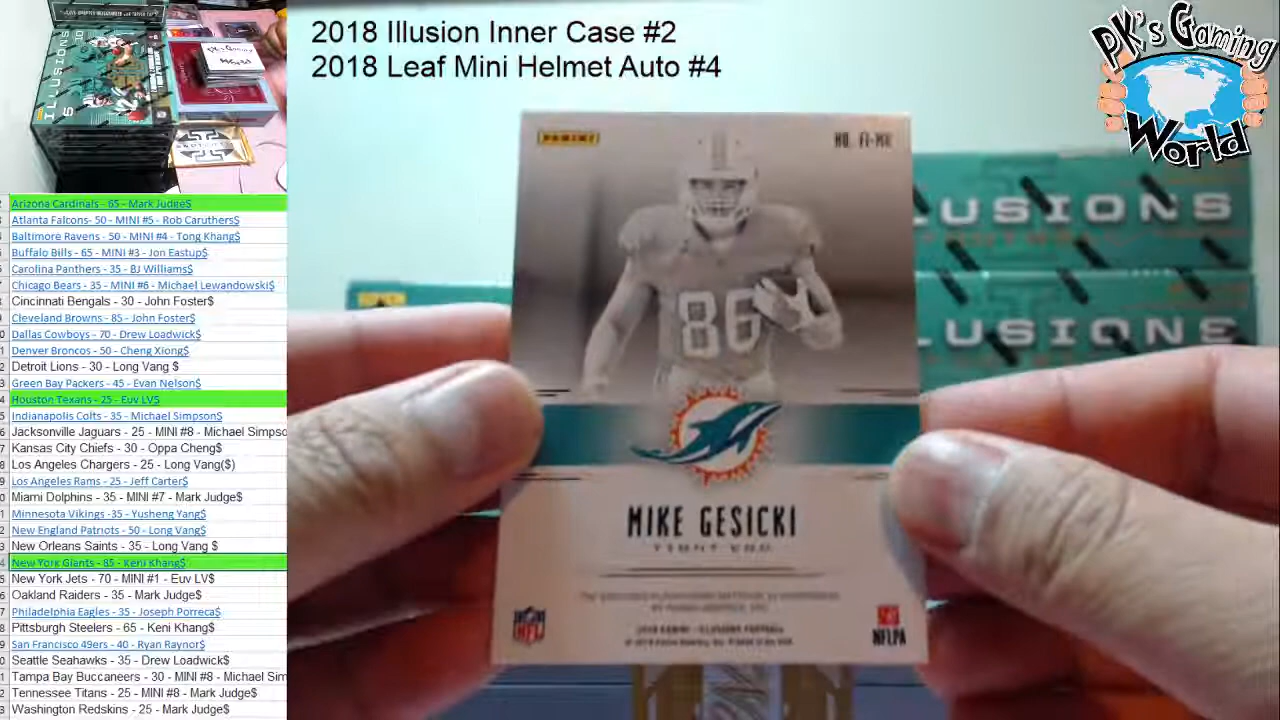 2018 Illusion Inner Case #2
2018 Leaf Mini Helmet Auto #4
PK's Gaming
World
ILLUSIONS
Arizona Cardinals - 65 - Mark Judge$
Atlanta Falcons- 50 - MINI #5 - Rob Caruthers$
Baltimore Ravens - 50 - MINI #4 - Tong Khang$
Buffalo Bills - 65 - MINI #3 - Jon Eastup$
Carolina Panthers - 35 - BJ Williams$
Chicago Bears - 35 - MINI #6 - Michael Lewandowski$
Cincinnati Bengals - 30 - John Foster$
Cleveland Browns - 85 - John Foster$
Dallas Cowboys - 70 - Drew Loadwick$
Denver Broncos - 50 - Cheng Xiong$
Detroit Lions - 30 - Long Vang $
Green Bay Packers - 45 - Evan Nelson$
Houston Texans - 25 - Euv LV$
Indianapolis Colts - 35 - Michael Simpson$
Jacksonville Jaguars - 25 - MINI #8 - Michael Simpso
Kansas City Chiefs - 30 - Oppa Cheng$
Los Angeles Chargers - 25 - Long Vang($)
Los Angeles Rams - 25 - Jeff Carter$
Miami Dolphins - 35 - MINI #7 - Mark Judge$
Minnesota Vikings -35 - Yusheng Yang$
New England Patriots - 50 - Long Vang$
New Orleans Saints - 35 - Long Vang $
New York Giants - 85 - Keni Khang$
New York Jets - 70 - MINI #1 - Euv LV$
Oakland Raiders - 35 - Mark Judge$
Philadelphia Eagles - 35 - Joseph Porreca$
Pittsburgh Steelers - 65 - Keni Khang$
San Francisco 49ers - 40 - Ryan Raynor$
Seattle Seahawks - 35 - Drew Loadwick$
Tampa Bay Buccaneers - 30 - MINI #8 - Michael Sim
Tennessee Titans - 25 - MINI #8 - Mark Judge$
Washington Redskins - 25 - Mark Judge$
PANINI
86
MIKE GESICKI
TIGHT END
NFL
NFLPA
LUSIONS
LUSIONS